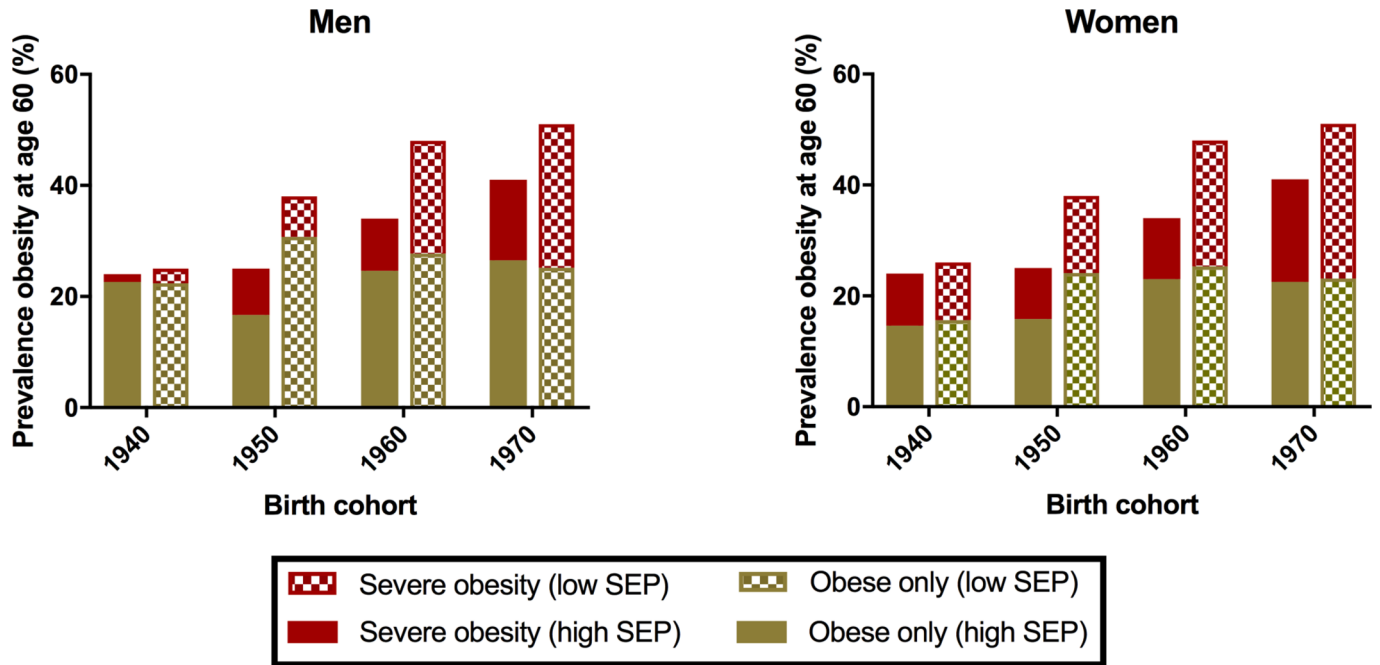 Men
Prevalence obesity at age 60 (%)
60
40
20
0
1940
1950
1960
1970
Birth cohort
Women
Prevalence obesity at age 60 (%)
60
40
20
0
1940
1950
1960
1970
Birth cohort
Severe obesity (low SEP)
Obese only (low SEP)
Severe obesity (high SEP)
Obese only (high SEP)